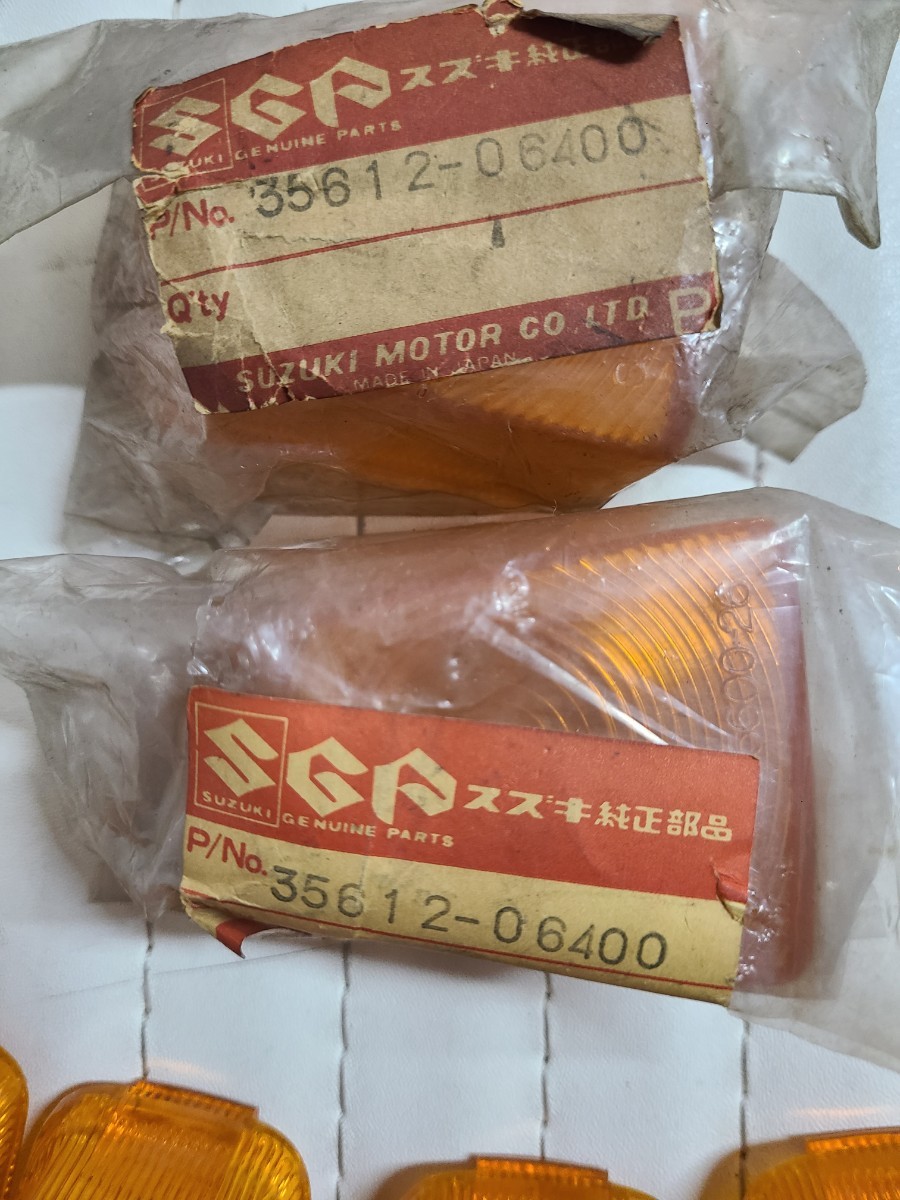 SGP スズキ純正
SUZUKI GENUINE PARTS
P/No. 35612-06400
Q'ty
SUZUKI MOTOR CO.,LTD. P
MADE IN JAPAN
SGP スズキ純正部品
SUZUKI GENUINE PARTS
P/No. 35612-06400